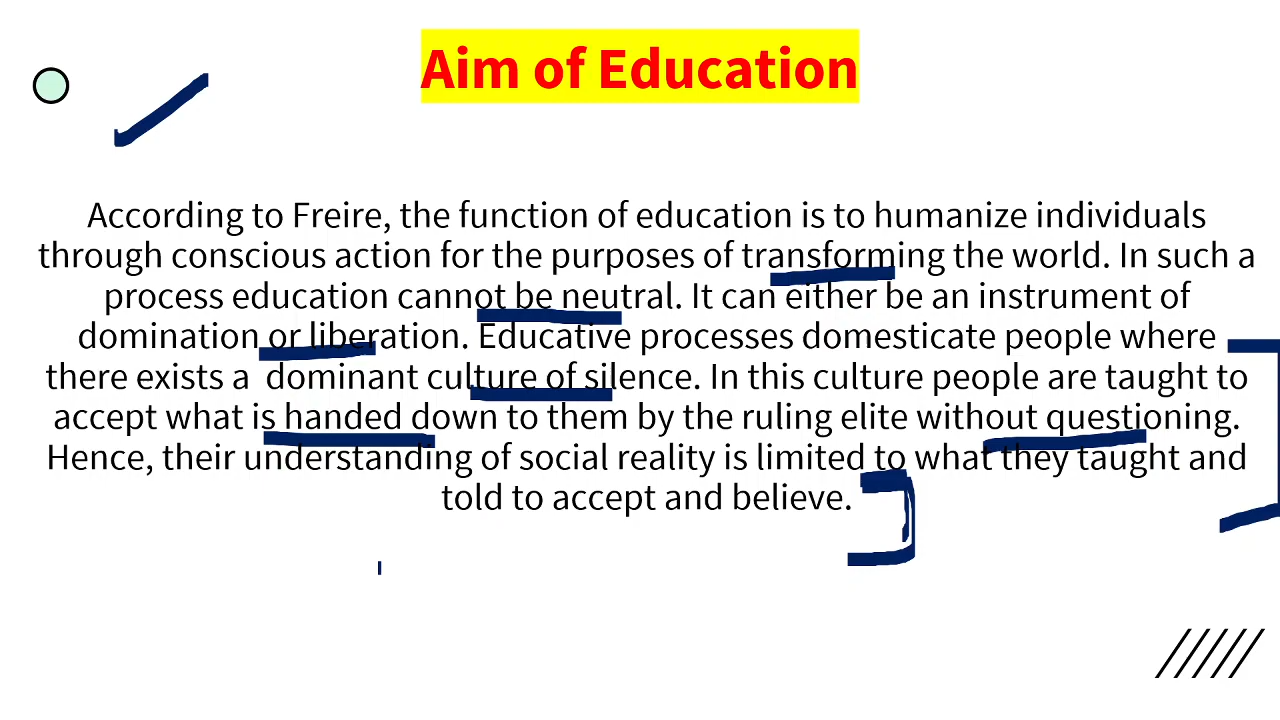 Aim of Education
According to Freire, the function of education is to humanize individuals
through conscious action for the purposes of transforming the world. In such a
process education cannot be neutral. It can either be an instrument of
domination or liberation. Educative processes domesticate people where
there exists a  dominant culture of silence. In this culture people are taught to
accept what is handed down to them by the ruling elite without questioning.
Hence, their understanding of social reality is limited to what they taught and
told to accept and believe.